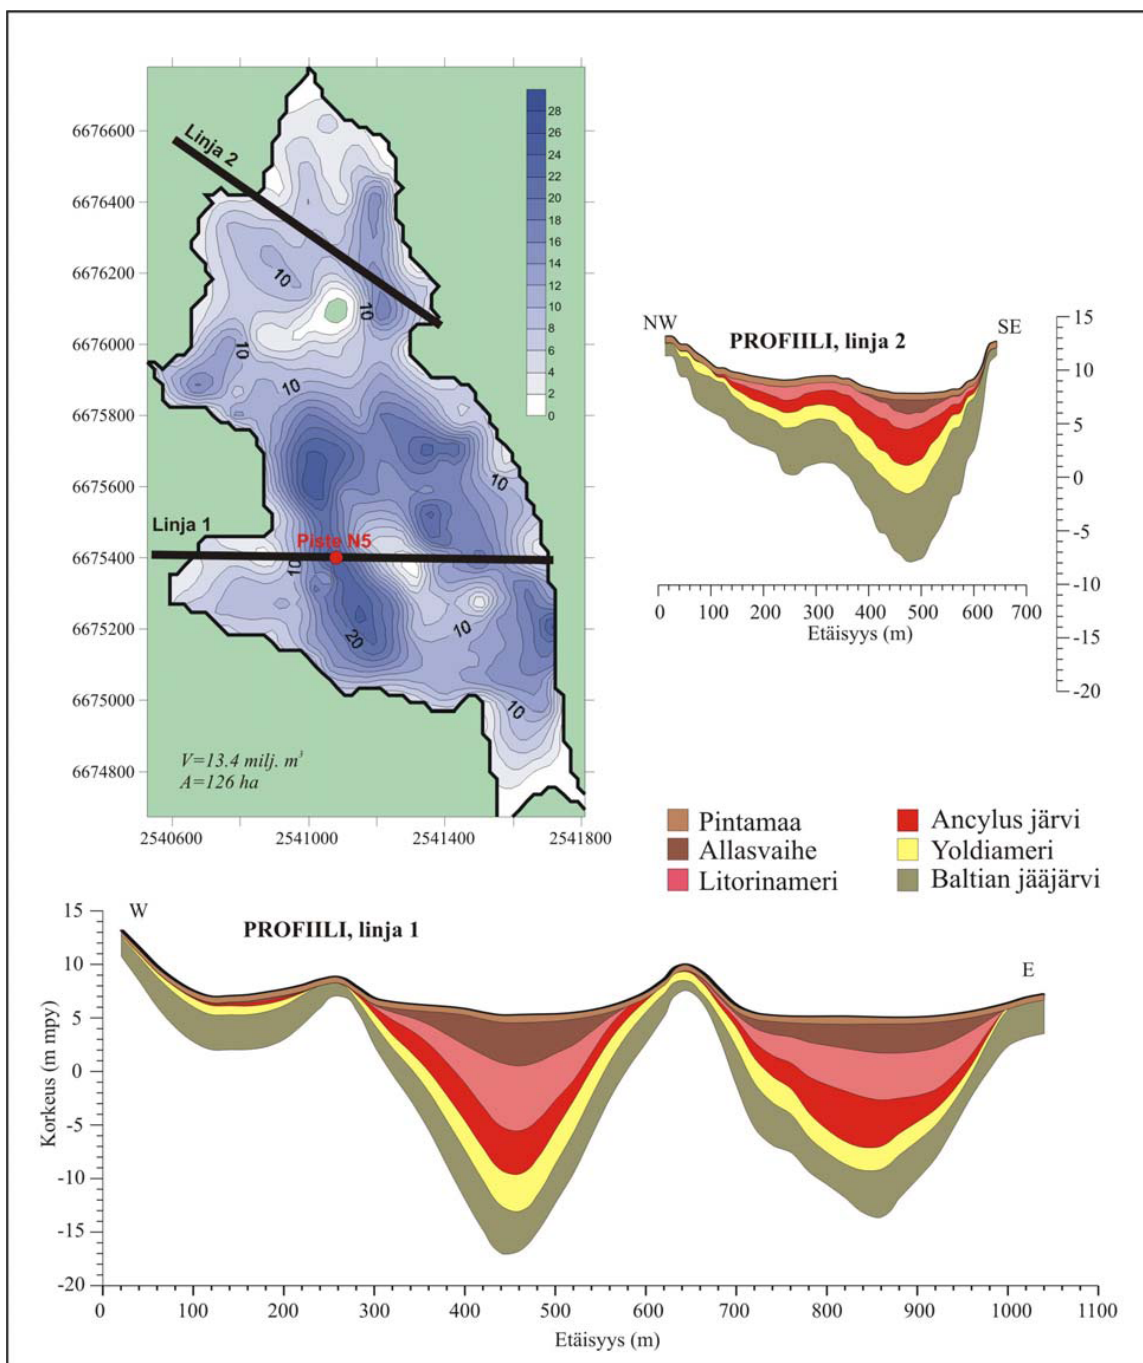 6676600
6676400
6676200
6676000
6675800
6675600
6675400
6675200
6675000
6674800
2540600 2541000 2541400 2541800
Linja 2
Linja 1
Piste N5
10
10
10
10
10
10
10
20
10
V=13.4 milj. m³
A=126 ha
28
26
24
22
20
18
16
14
12
10
8
6
4
2
0
NW
PROFIILI, linja 2
SE
15
10
5
0
-5
-10
-15
-20
0 100 200 300 400 500 600 700
Etäisyys (m)
Pintamaa
Allasvaihe
Litorinameri
Ancylus järvi
Yoldiameri
Baltian jääjärvi
W
PROFIILI, linja 1
E
Korkeus (m mpy)
15
10
5
0
-5
-10
-15
-20
0 100 200 300 400 500 600 700 800 900 1000 1100
Etäisyys (m)